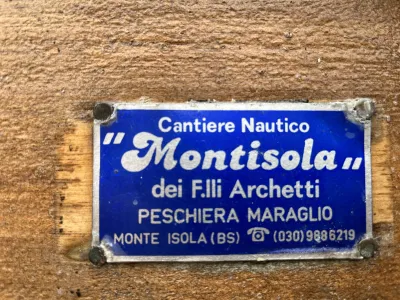 Cantiere Nautico
"Montisola„
dei F.lli Archetti
PESCHIERA MARAGLIO
MONTE ISOLA (BS) ☎ (030) 9886219